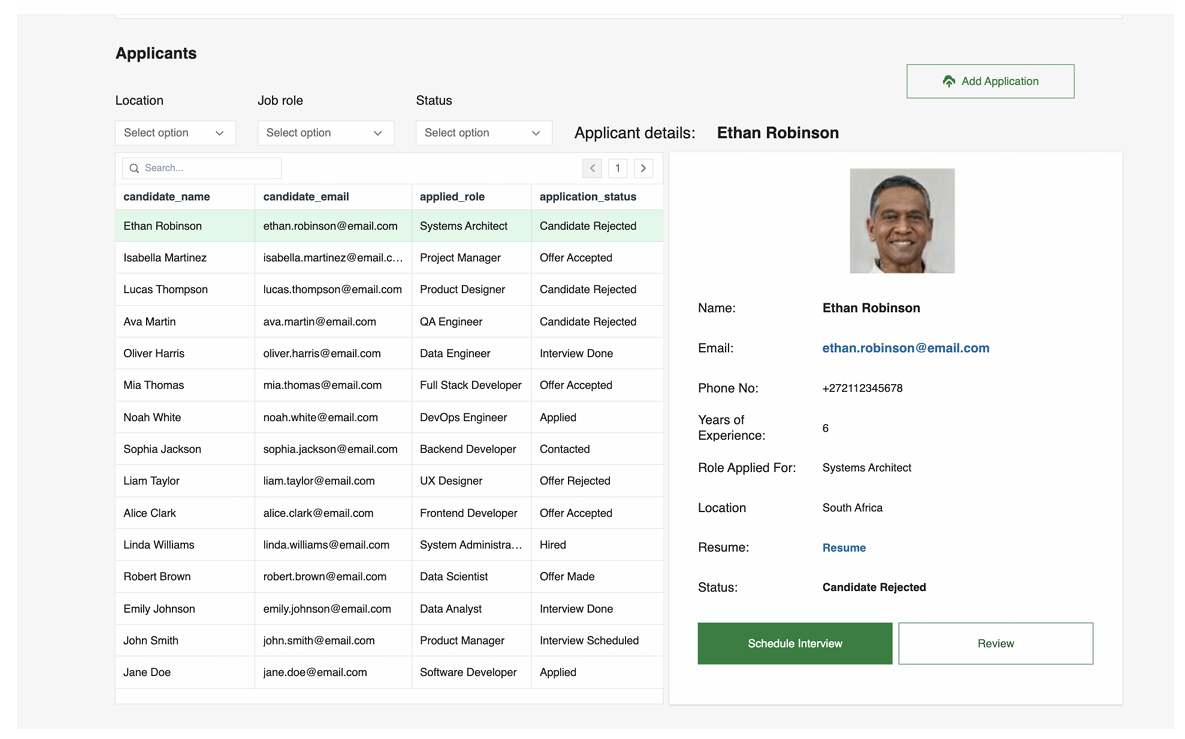 Applicants
Add Application
Location Job role Status
Select option Select option Select option Applicant details: Ethan Robinson
Search... 1
candidate_name candidate_email applied_role application_status
Ethan Robinson ethan.robinson@email.com Systems Architect Candidate Rejected
Isabella Martinez isabella.martinez@email.c... Project Manager Offer Accepted
Lucas Thompson lucas.thompson@email.com Product Designer Candidate Rejected
Ava Martin ava.martin@email.com QA Engineer Candidate Rejected
Oliver Harris oliver.harris@email.com Data Engineer Interview Done
Mia Thomas mia.thomas@email.com Full Stack Developer Offer Accepted
Noah White noah.white@email.com DevOps Engineer Applied
Sophia Jackson sophia.jackson@email.com Backend Developer Contacted
Liam Taylor liam.taylor@email.com UX Designer Offer Rejected
Alice Clark alice.clark@email.com Frontend Developer Offer Accepted
Linda Williams linda.williams@email.com System Administra... Hired
Robert Brown robert.brown@email.com Data Scientist Offer Made
Emily Johnson emily.johnson@email.com Data Analyst Interview Done
John Smith john.smith@email.com Product Manager Interview Scheduled
Jane Doe jane.doe@email.com Software Developer Applied
Name: Ethan Robinson
Email: ethan.robinson@email.com
Phone No: +272112345678
Years of
Experience: 6
Role Applied For: Systems Architect
Location South Africa
Resume: Resume
Status: Candidate Rejected
Schedule Interview Review